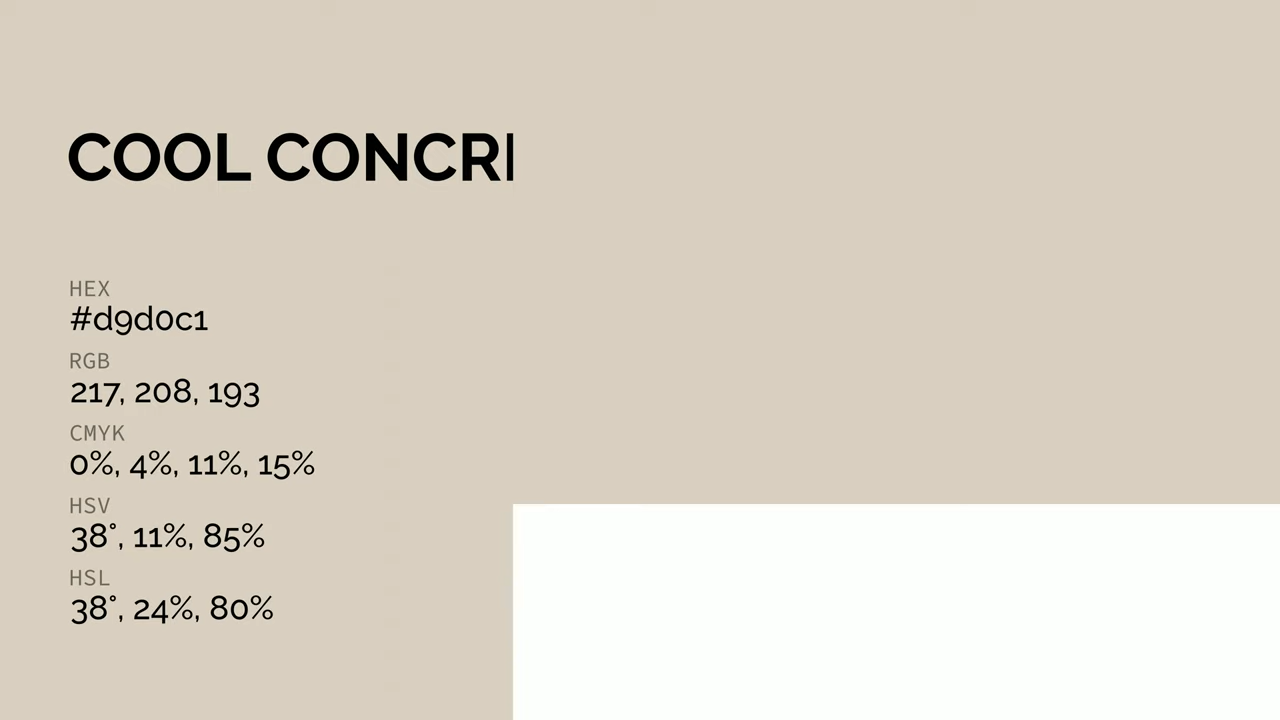 COOL CONCR
HEX
#d9d0c1
RGB
217, 208, 193
CMYK
0%, 4%, 11%, 15%
HSV
38°, 11%, 85%
HSL
38°, 24%, 80%